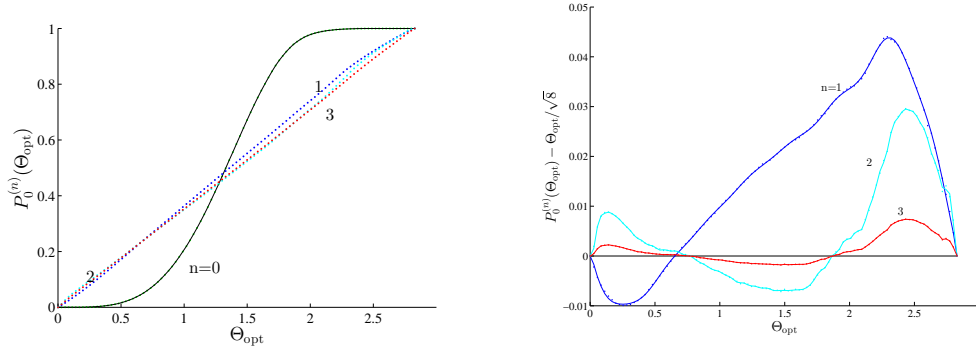 1
0.8
0.6
0.4
0.2
0
P_0^{(n)}(Θ_opt)
1
3
2
n=0
0 0.5 1 1.5 2 2.5
Θ_opt
0.05
0.04
0.03
0.02
0.01
0
−0.01
P_0^{(n)}(Θ_opt) − Θ_opt/√8
n=1
2
3
0 0.5 1 1.5 2 2.5
Θ_opt